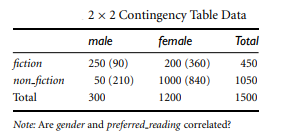 2 × 2 Contingency Table Data
male female Total
fiction 250 (90) 200 (360) 450
non_fiction 50 (210) 1000 (840) 1050
Total 300 1200 1500
Note: Are gender and preferred_reading correlated?